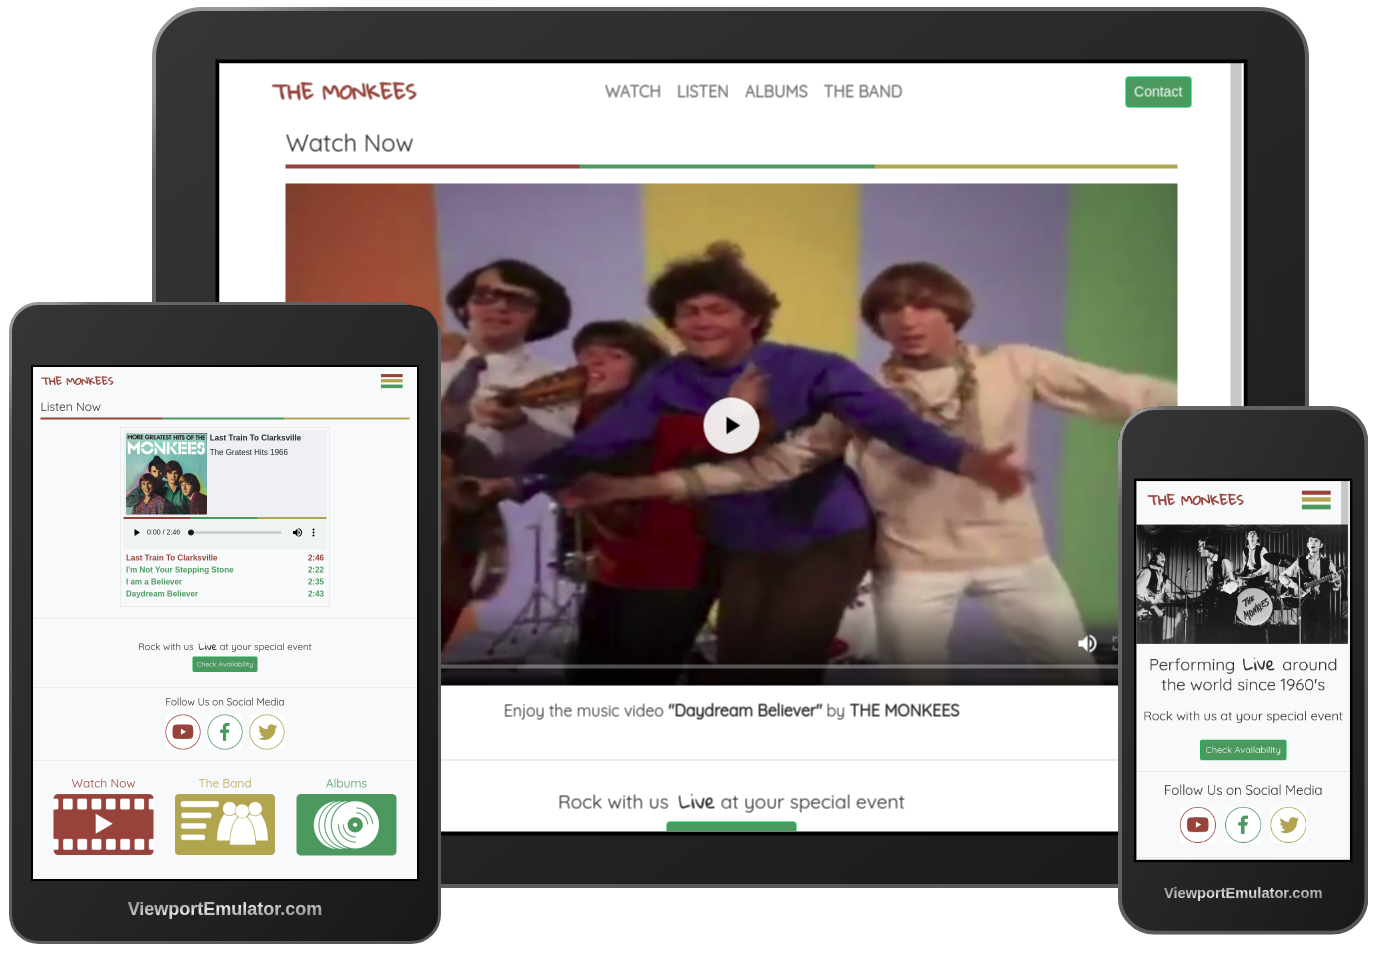 THE MONKEES
WATCH LISTEN ALBUMS THE BAND
Contact
Watch Now
Enjoy the music video "Daydream Believer" by THE MONKEES
Rock with us Live at your special event
THE MONKEES
Listen Now
MORE GREATEST HITS OF THE
MONKEES
Last Train To Clarksville
The Gratest Hits 1966
0:00 / 2:46
Last Train To Clarksville 2:46
I'm Not Your Stepping Stone 2:22
I am a Believer 2:35
Daydream Believer 2:43
Rock with us Live at your special event
Check Availability
Follow Us on Social Media
Watch Now The Band Albums
ViewportEmulator.com
THE MONKEES
THE
MONKEES
Performing Live around
the world since 1960's
Rock with us at your special event
Check Availability
Follow Us on Social Media
ViewportEmulator.com